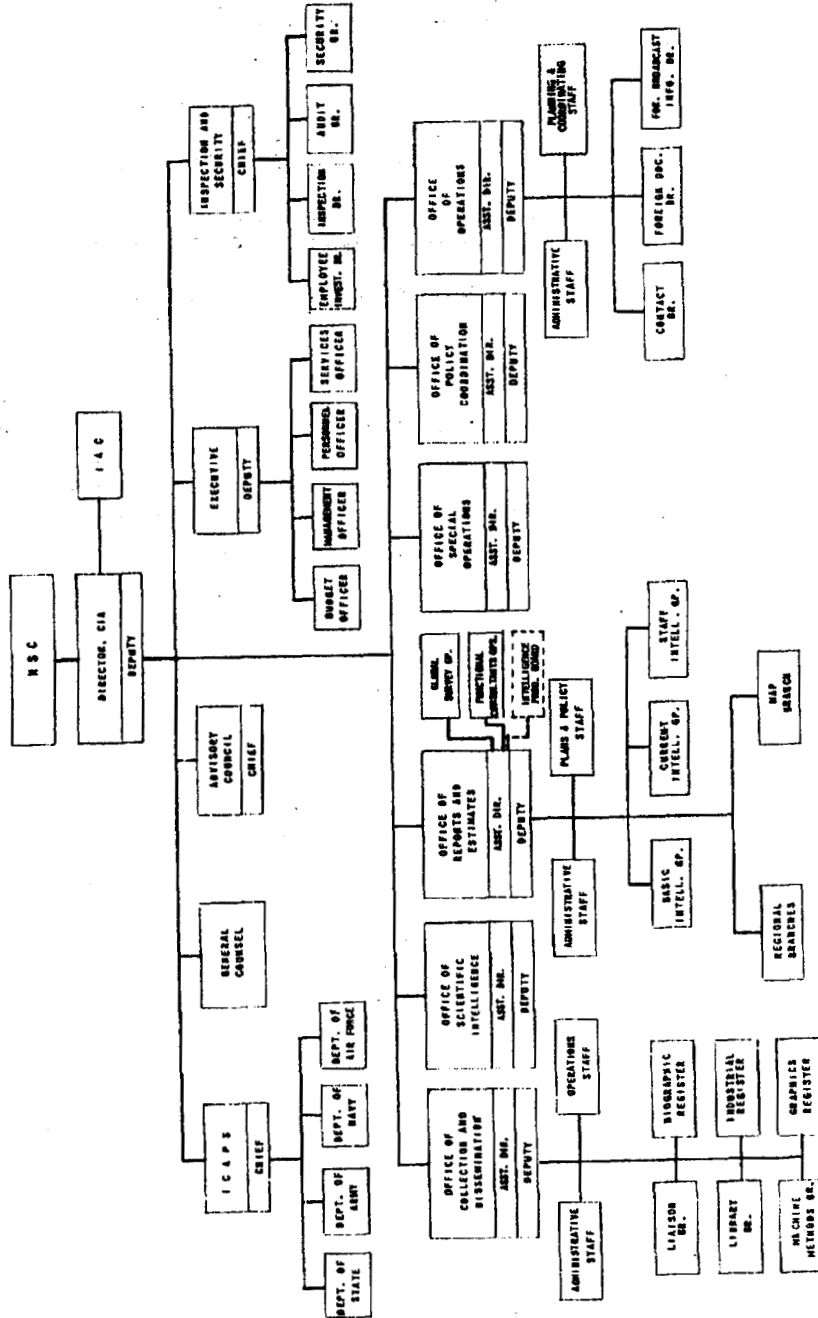 N S C
DIRECTOR, CIA
DEPUTY
I A C
I C A P S
CHIEF
GENERAL
COUNSEL
ADVISORY
COUNCIL
CHIEF
EXECUTIVE
DEPUTY
INSPECTION AND
SECURITY
CHIEF
DEPT. OF
STATE
DEPT. OF
ARMY
DEPT. OF
NAVY
DEPT. OF
AIR FORCE
BUDGET
OFFICER
MANAGEMENT
OFFICER
PERSONNEL
OFFICER
SERVICES
OFFICER
EMPLOYEE
INVEST. BR.
INSPECTION
BR.
AUDIT
BR.
SECURITY
BR.
OFFICE OF
COLLECTION AND
DISSEMINATION
ASST. DIR.
DEPUTY
OFFICE OF
SCIENTIFIC
INTELLIGENCE
ASST. DIR.
DEPUTY
OFFICE OF
REPORTS AND
ESTIMATES
ASST. DIR.
DEPUTY
GLOBAL
SURVEY GP.
FUNCTIONAL
CONSULTANTS GPS.
INTELLIGENCE
PROD. BOARD
OFFICE OF
SPECIAL
OPERATIONS
ASST. DIR.
DEPUTY
OFFICE OF
POLICY
COORDINATION
ASST. DIR.
DEPUTY
OFFICE
OF
OPERATIONS
ASST. DIR.
DEPUTY
ADMINISTRATIVE
STAFF
OPERATIONS
STAFF
ADMINISTRATIVE
STAFF
PLANS & POLICY
STAFF
ADMINISTRATIVE
STAFF
PLANNING &
COORDINATING
STAFF
LIAISON
BR.
BIOGRAPHIC
REGISTER
LIBRARY
BR.
INDUSTRIAL
REGISTER
MACHINE
METHODS BR.
GRAPHICS
REGISTER
BASIC
INTELL. GP.
CURRENT
INTELL. GP.
STAFF
INTELL. GP.
REGIONAL
BRANCHES
MAP
BRANCH
CONTACT
BR.
FOREIGN DOC.
BR.
FOR. BROADCAST
INFO. BR.